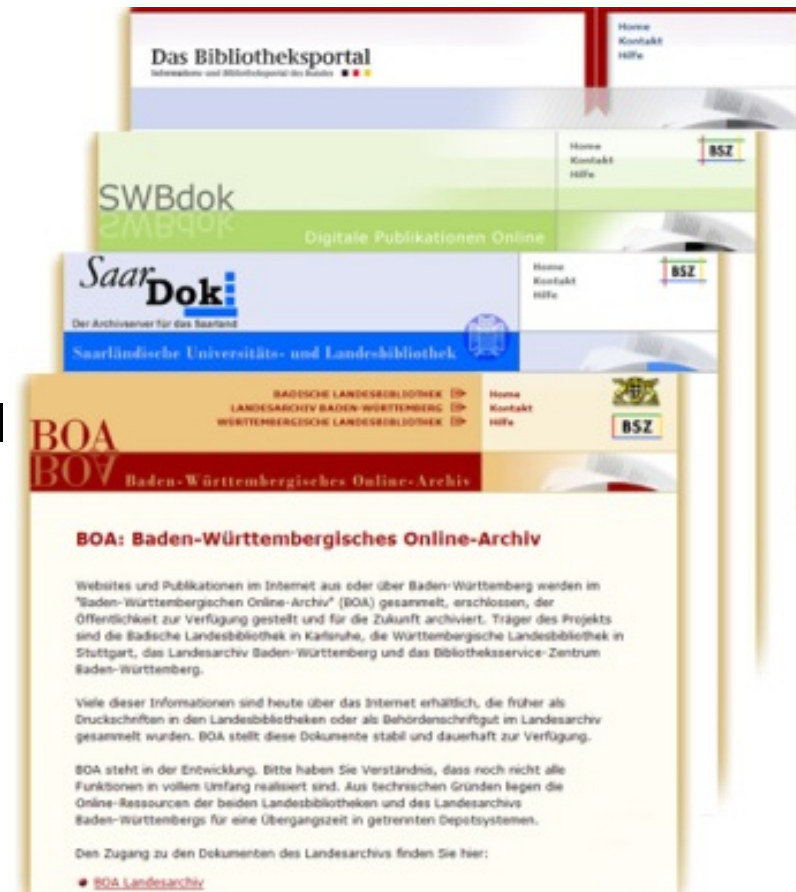 Das Bibliotheksportal
Informations- und Bibliotheksportal des Bundes
Home
Kontakt
Hilfe
SWBdok
Digitale Publikationen Online
Home
Kontakt
Hilfe
BSZ
SaarDok
Der Archivserver für das Saarland
Saarländische Universitäts- und Landesbibliothek
Home
Kontakt
Hilfe
BSZ
BADISCHE LANDESBIBLIOTHEK
LANDESARCHIV BADEN-WÜRTTEMBERG
WÜRTTEMBERGISCHE LANDESBIBLIOTHEK
Home
Kontakt
Hilfe
BSZ
BOA
Baden-Württembergisches Online-Archiv
BOA: Baden-Württembergisches Online-Archiv
Websites und Publikationen im Internet aus oder über Baden-Württemberg werden im
"Baden-Württembergischen Online-Archiv" (BOA) gesammelt, erschlossen, der
Öffentlichkeit zur Verfügung gestellt und für die Zukunft archiviert. Träger des Projekts
sind die Badische Landesbibliothek in Karlsruhe, die Württembergische Landesbibliothek in
Stuttgart, das Landesarchiv Baden-Württemberg und das Bibliotheksservice-Zentrum
Baden-Württemberg.
Viele dieser Informationen sind heute über das Internet erhältlich, die früher als
Druckschriften in den Landesbibliotheken oder als Behördenschriftgut im Landesarchiv
gesammelt wurden. BOA stellt diese Dokumente stabil und dauerhaft zur Verfügung.
BOA steht in der Entwicklung. Bitte haben Sie Verständnis, dass noch nicht alle
Funktionen in vollem Umfang realisiert sind. Aus technischen Gründen liegen die
Online-Ressourcen der beiden Landesbibliotheken und des Landesarchivs
Baden-Württembergs für eine Übergangszeit in getrennten Depotsystemen.
Den Zugang zu den Dokumenten des Landesarchivs finden Sie hier:
BOA Landesarchiv